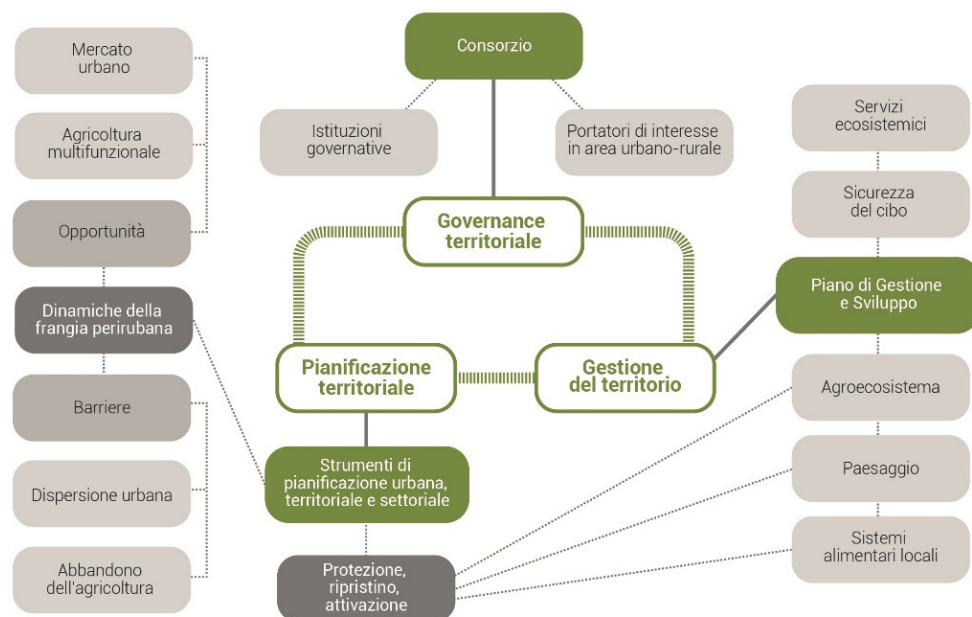 Mercato
urbano
Agricoltura
multifunzionale
Opportunità
Dinamiche della
frangia perirubana
Barriere
Dispersione urbana
Abbandono
dell'agricoltura
Consorzio
Istituzioni
governative
Portatori di interesse
in area urbano-rurale
Governance
territoriale
Pianificazione
territoriale
Gestione
del territorio
Strumenti di
pianificazione urbana,
territoriale e settoriale
Protezione,
ripristino,
attivazione
Servizi
ecosistemici
Sicurezza
del cibo
Piano di Gestione
e Sviluppo
Agroecosistema
Paesaggio
Sistemi
alimentari locali